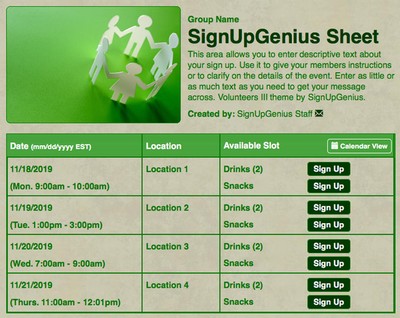 Group Name
SignUpGenius Sheet
This area allows you to enter descriptive text about
your sign up. Use it to give your members instructions
or to clarify on the details of the event. Enter as little or
as much text as you need to get your message
across. Volunteers III theme by SignUpGenius.
Created by: SignUpGenius Staff
Date (mm/dd/yyyy EST) Location Available Slot Calendar View
11/18/2019 Location 1 Drinks (2) Sign Up
(Mon. 9:00am - 10:00am) Snacks Sign Up
11/19/2019 Location 2 Drinks (2) Sign Up
(Tue. 1:00pm - 3:00pm) Snacks Sign Up
11/20/2019 Location 3 Drinks (2) Sign Up
(Wed. 7:00am - 9:00am) Snacks Sign Up
11/21/2019 Location 4 Drinks (2) Sign Up
(Thurs. 11:00am - 12:01pm) Snacks Sign Up